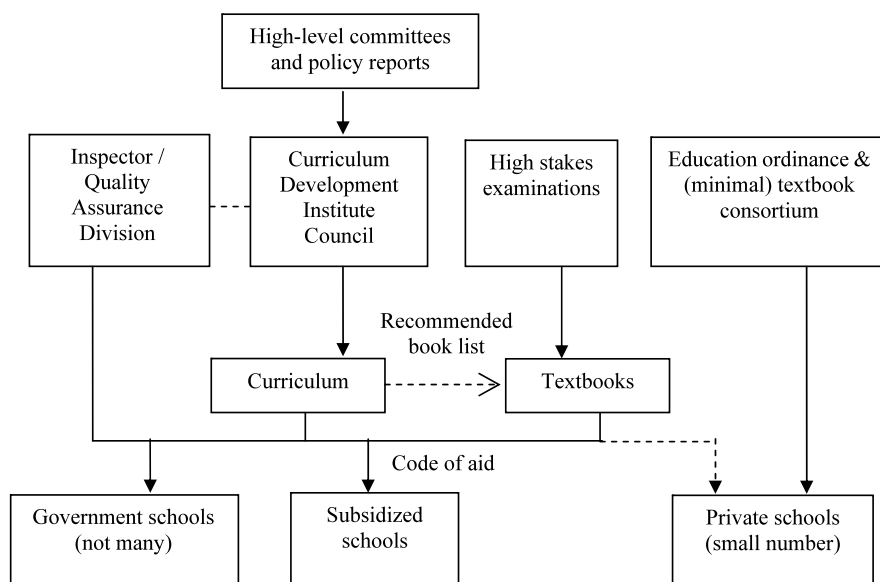 High-level committees
and policy reports
Inspector /
Quality
Assurance
Division
Curriculum
Development
Institute
Council
High stakes
examinations
Education ordinance &
(minimal) textbook
consortium
Recommended
book list
Curriculum
Textbooks
Code of aid
Government schools
(not many)
Subsidized
schools
Private schools
(small number)